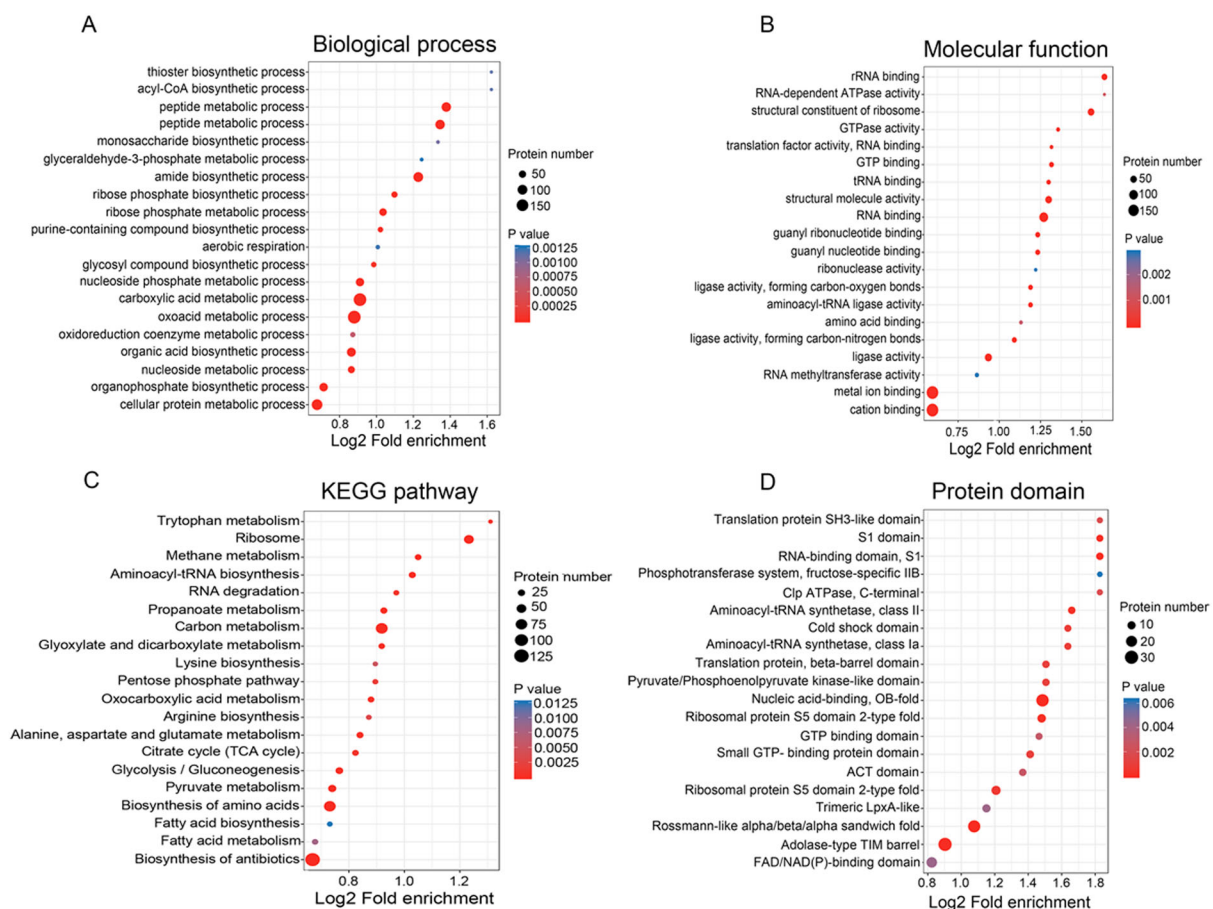 A
Biological process
thioster biosynthetic process
acyl-CoA biosynthetic process
peptide metabolic process
peptide metabolic process
monosaccharide biosynthetic process
glyceraldehyde-3-phosphate metabolic process
amide biosynthetic process
ribose phosphate biosynthetic process
ribose phosphate metabolic process
purine-containing compound biosynthetic process
aerobic respiration
glycosyl compound biosynthetic process
nucleoside phosphate metabolic process
carboxylic acid metabolic process
oxoacid metabolic process
oxidoreduction coenzyme metabolic process
organic acid biosynthetic process
nucleoside metabolic process
organophosphate biosynthetic process
cellular protein metabolic process
0.8 1.0 1.2 1.4 1.6
Log2 Fold enrichment
Protein number
50
100
150
P value
0.00125
0.00100
0.00075
0.00050
0.00025
B
Molecular function
rRNA binding
RNA-dependent ATPase activity
structural constituent of ribosome
GTPase activity
translation factor activity, RNA binding
GTP binding
tRNA binding
structural molecule activity
RNA binding
guanyl ribonucleotide binding
guanyl nucleotide binding
ribonuclease activity
ligase activity, forming carbon-oxygen bonds
aminoacyl-tRNA ligase activity
amino acid binding
ligase activity, forming carbon-nitrogen bonds
ligase activity
RNA methyltransferase activity
metal ion binding
cation binding
0.75 1.00 1.25 1.50
Log2 Fold enrichment
Protein number
50
100
150
P value
0.002
0.001
C
KEGG pathway
Trytophan metabolism
Ribosome
Methane metabolism
Aminoacyl-tRNA biosynthesis
RNA degradation
Propanoate metabolism
Carbon metabolism
Glyoxylate and dicarboxylate metabolism
Lysine biosynthesis
Pentose phosphate pathway
Oxocarboxylic acid metabolism
Arginine biosynthesis
Alanine, aspartate and glutamate metabolism
Citrate cycle (TCA cycle)
Glycolysis / Gluconeogenesis
Pyruvate metabolism
Biosynthesis of amino acids
Fatty acid biosynthesis
Fatty acid metabolism
Biosynthesis of antibiotics
0.8 1.0 1.2
Log2 Fold enrichment
Protein number
25
50
75
100
125
P value
0.0125
0.0100
0.0075
0.0050
0.0025
D
Protein domain
Translation protein SH3-like domain
S1 domain
RNA-binding domain, S1
Phosphotransferase system, fructose-specific IIB
Clp ATPase, C-terminal
Aminoacyl-tRNA synthetase, class II
Cold shock domain
Aminoacyl-tRNA synthetase, class Ia
Translation protein, beta-barrel domain
Pyruvate/Phosphoenolpyruvate kinase-like domain
Nucleic acid-binding, OB-fold
Ribosomal protein S5 domain 2-type fold
GTP binding domain
Small GTP- binding protein domain
ACT domain
Ribosomal protein S5 domain 2-type fold
Trimeric LpxA-like
Rossmann-like alpha/beta/alpha sandwich fold
Adolase-type TIM barrel
FAD/NAD(P)-binding domain
0.8 1.0 1.2 1.4 1.6 1.8
Log2 Fold enrichment
Protein number
10
20
30
P value
0.006
0.004
0.002